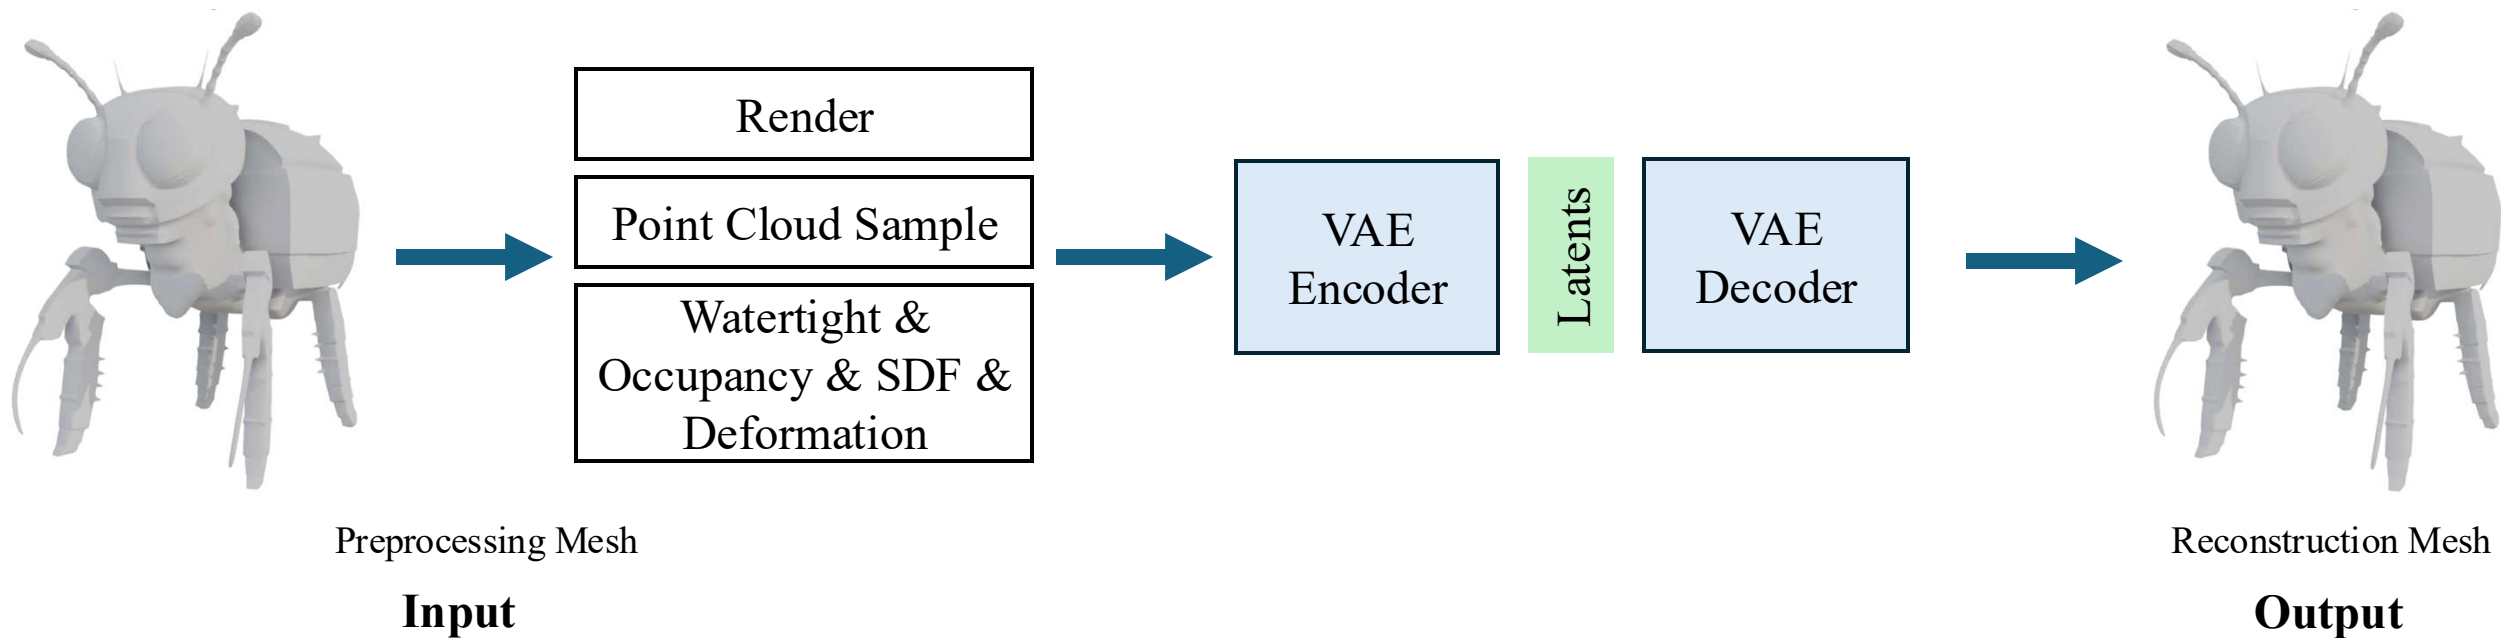 Render
Point Cloud Sample
Watertight &
Occupancy & SDF &
Deformation
VAE
Encoder
Latents
VAE
Decoder
Preprocessing Mesh
Input
Reconstruction Mesh
Output